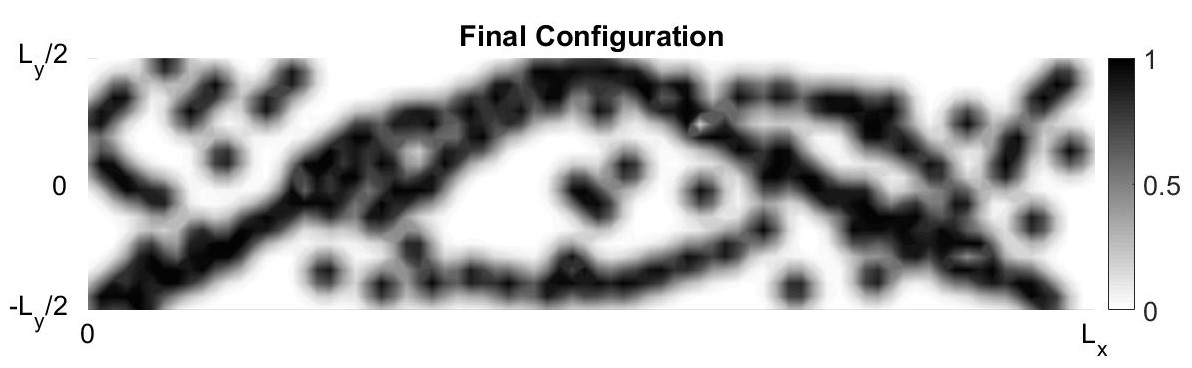 Final Configuration
L_y/2
0
-L_y/2
0
L_x
1
0.5
0